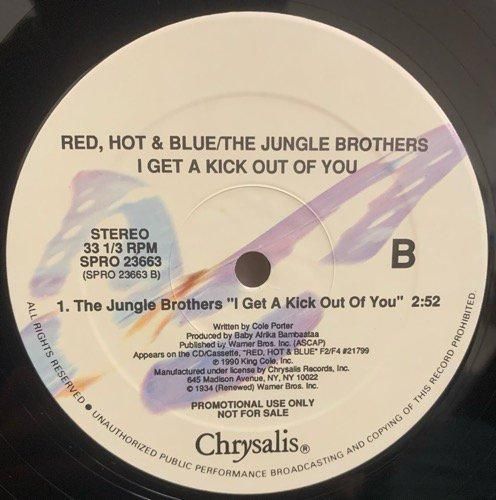 RED, HOT & BLUE/THE JUNGLE BROTHERS
I GET A KICK OUT OF YOU
STEREO
33 1/3 RPM
SPRO 23663
(SPRO 23663 B)
B
1. The Jungle Brothers "I Get A Kick Out Of You" 2:52
Written by Cole Porter
Produced by Baby Afrika Bambaataa
Published by Warner Bros. Inc. (ASCAP)
Appears on the CD/Cassette, "RED, HOT & BLUE" F2/F4 #21799
℗ 1990 King Cole, Inc.
Manufactured under license by Chrysalis Records, Inc.
645 Madison Avenue, NY, NY 10022
© 1934 (Renewed) Warner Bros. Inc.
PROMOTIONAL USE ONLY
NOT FOR SALE
Chrysalis®
ALL RIGHTS RESERVED ● UNAUTHORIZED PUBLIC PERFORMANCE BROADCASTING AND COPYING OF THIS RECORD PROHIBITED.